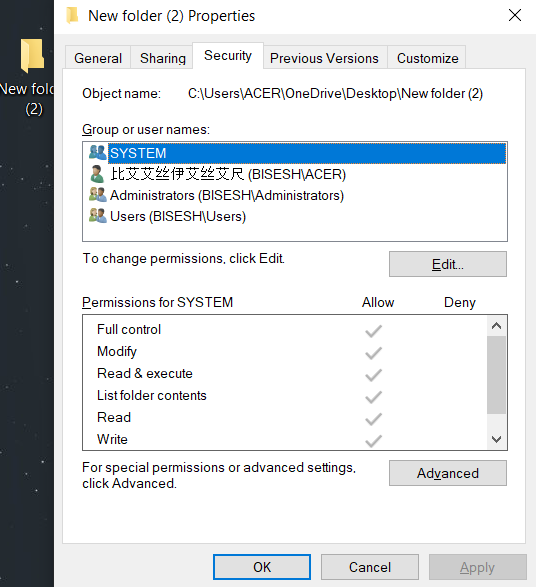 New folder (2) Properties
General Sharing Security Previous Versions Customize
New fold
(2)
Object name: C:\Users\ACER\OneDrive\Desktop\New folder (2)
Group or user names:
SYSTEM
比艾艾丝伊艾丝艾尺 (BISESH\ACER)
Administrators (BISESH\Administrators)
Users (BISESH\Users)
To change permissions, click Edit.
Edit...
Permissions for SYSTEM Allow Deny
Full control
Modify
Read & execute
List folder contents
Read
Write
For special permissions or advanced settings,
click Advanced.
Advanced
OK Cancel Apply